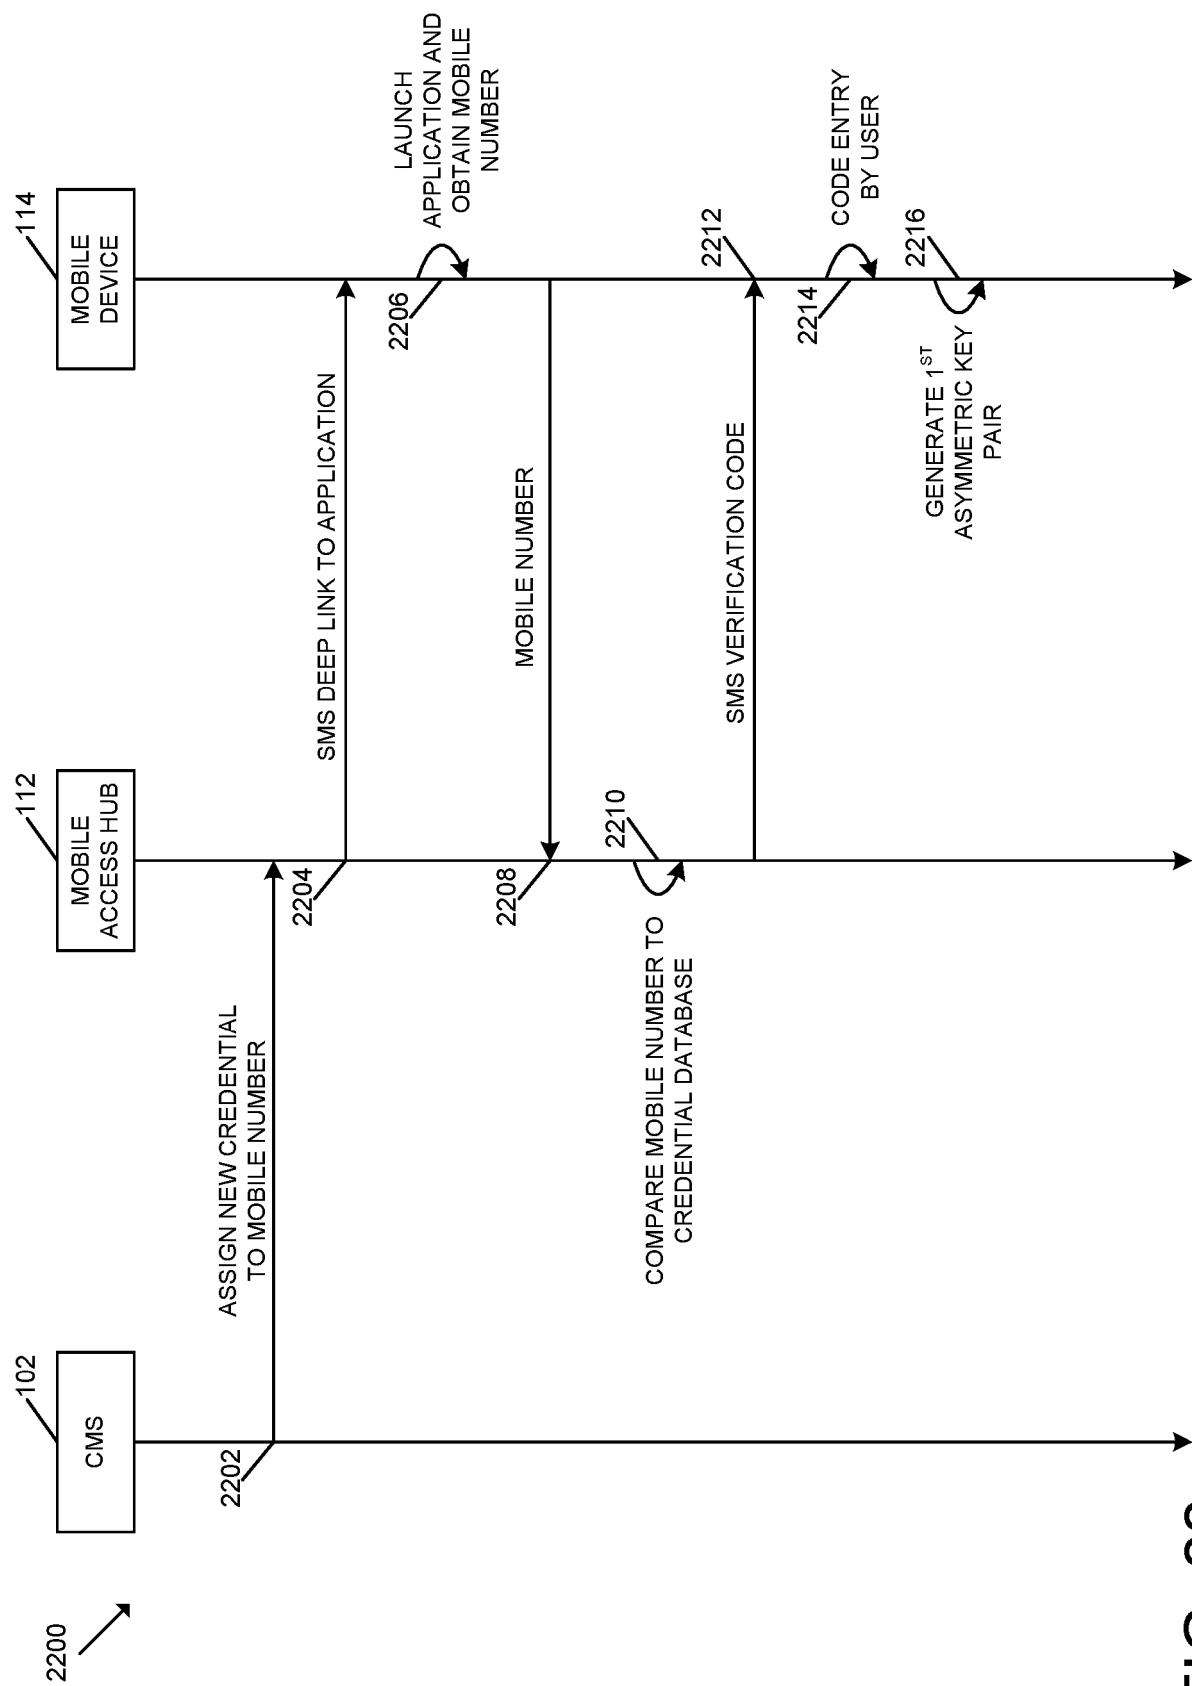 2200
102
CMS
112
MOBILE
ACCESS HUB
114
MOBILE
DEVICE
2202
ASSIGN NEW CREDENTIAL
TO MOBILE NUMBER
2204
SMS DEEP LINK TO APPLICATION
2206
LAUNCH
APPLICATION AND
OBTAIN MOBILE
NUMBER
2208
MOBILE NUMBER
2210
COMPARE MOBILE NUMBER TO
CREDENTIAL DATABASE
SMS VERIFICATION CODE
2212
2214
CODE ENTRY
BY USER
2216
GENERATE 1ST
ASYMMETRIC KEY
PAIR